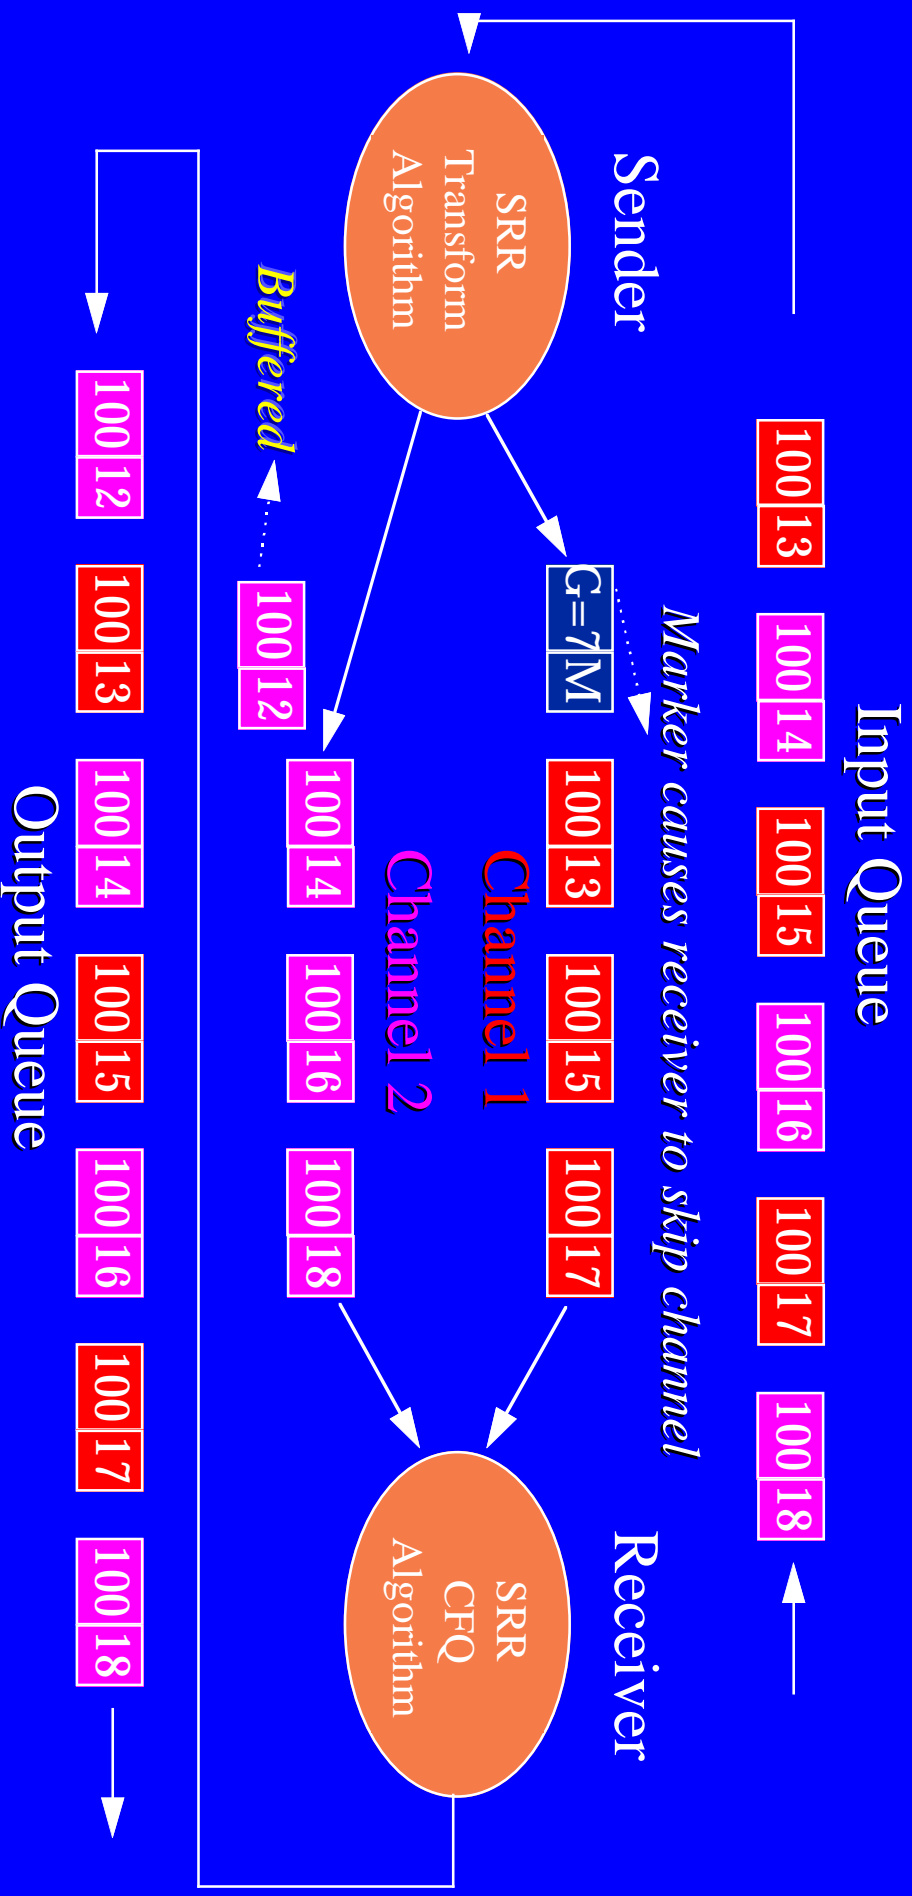 Input Queue
100 13 100 14 100 15 100 16 100 17 100 18
Marker causes receiver to skip channel
Sender
Receiver
G=7 M 100 13 100 15 100 17
SRR
Transform
Algorithm
Channel 1
Channel 2
SRR
CFQ
Algorithm
100 14 100 16 100 18
Buffered
100 12
100 12 100 13 100 14 100 15 100 16 100 17 100 18
Output Queue